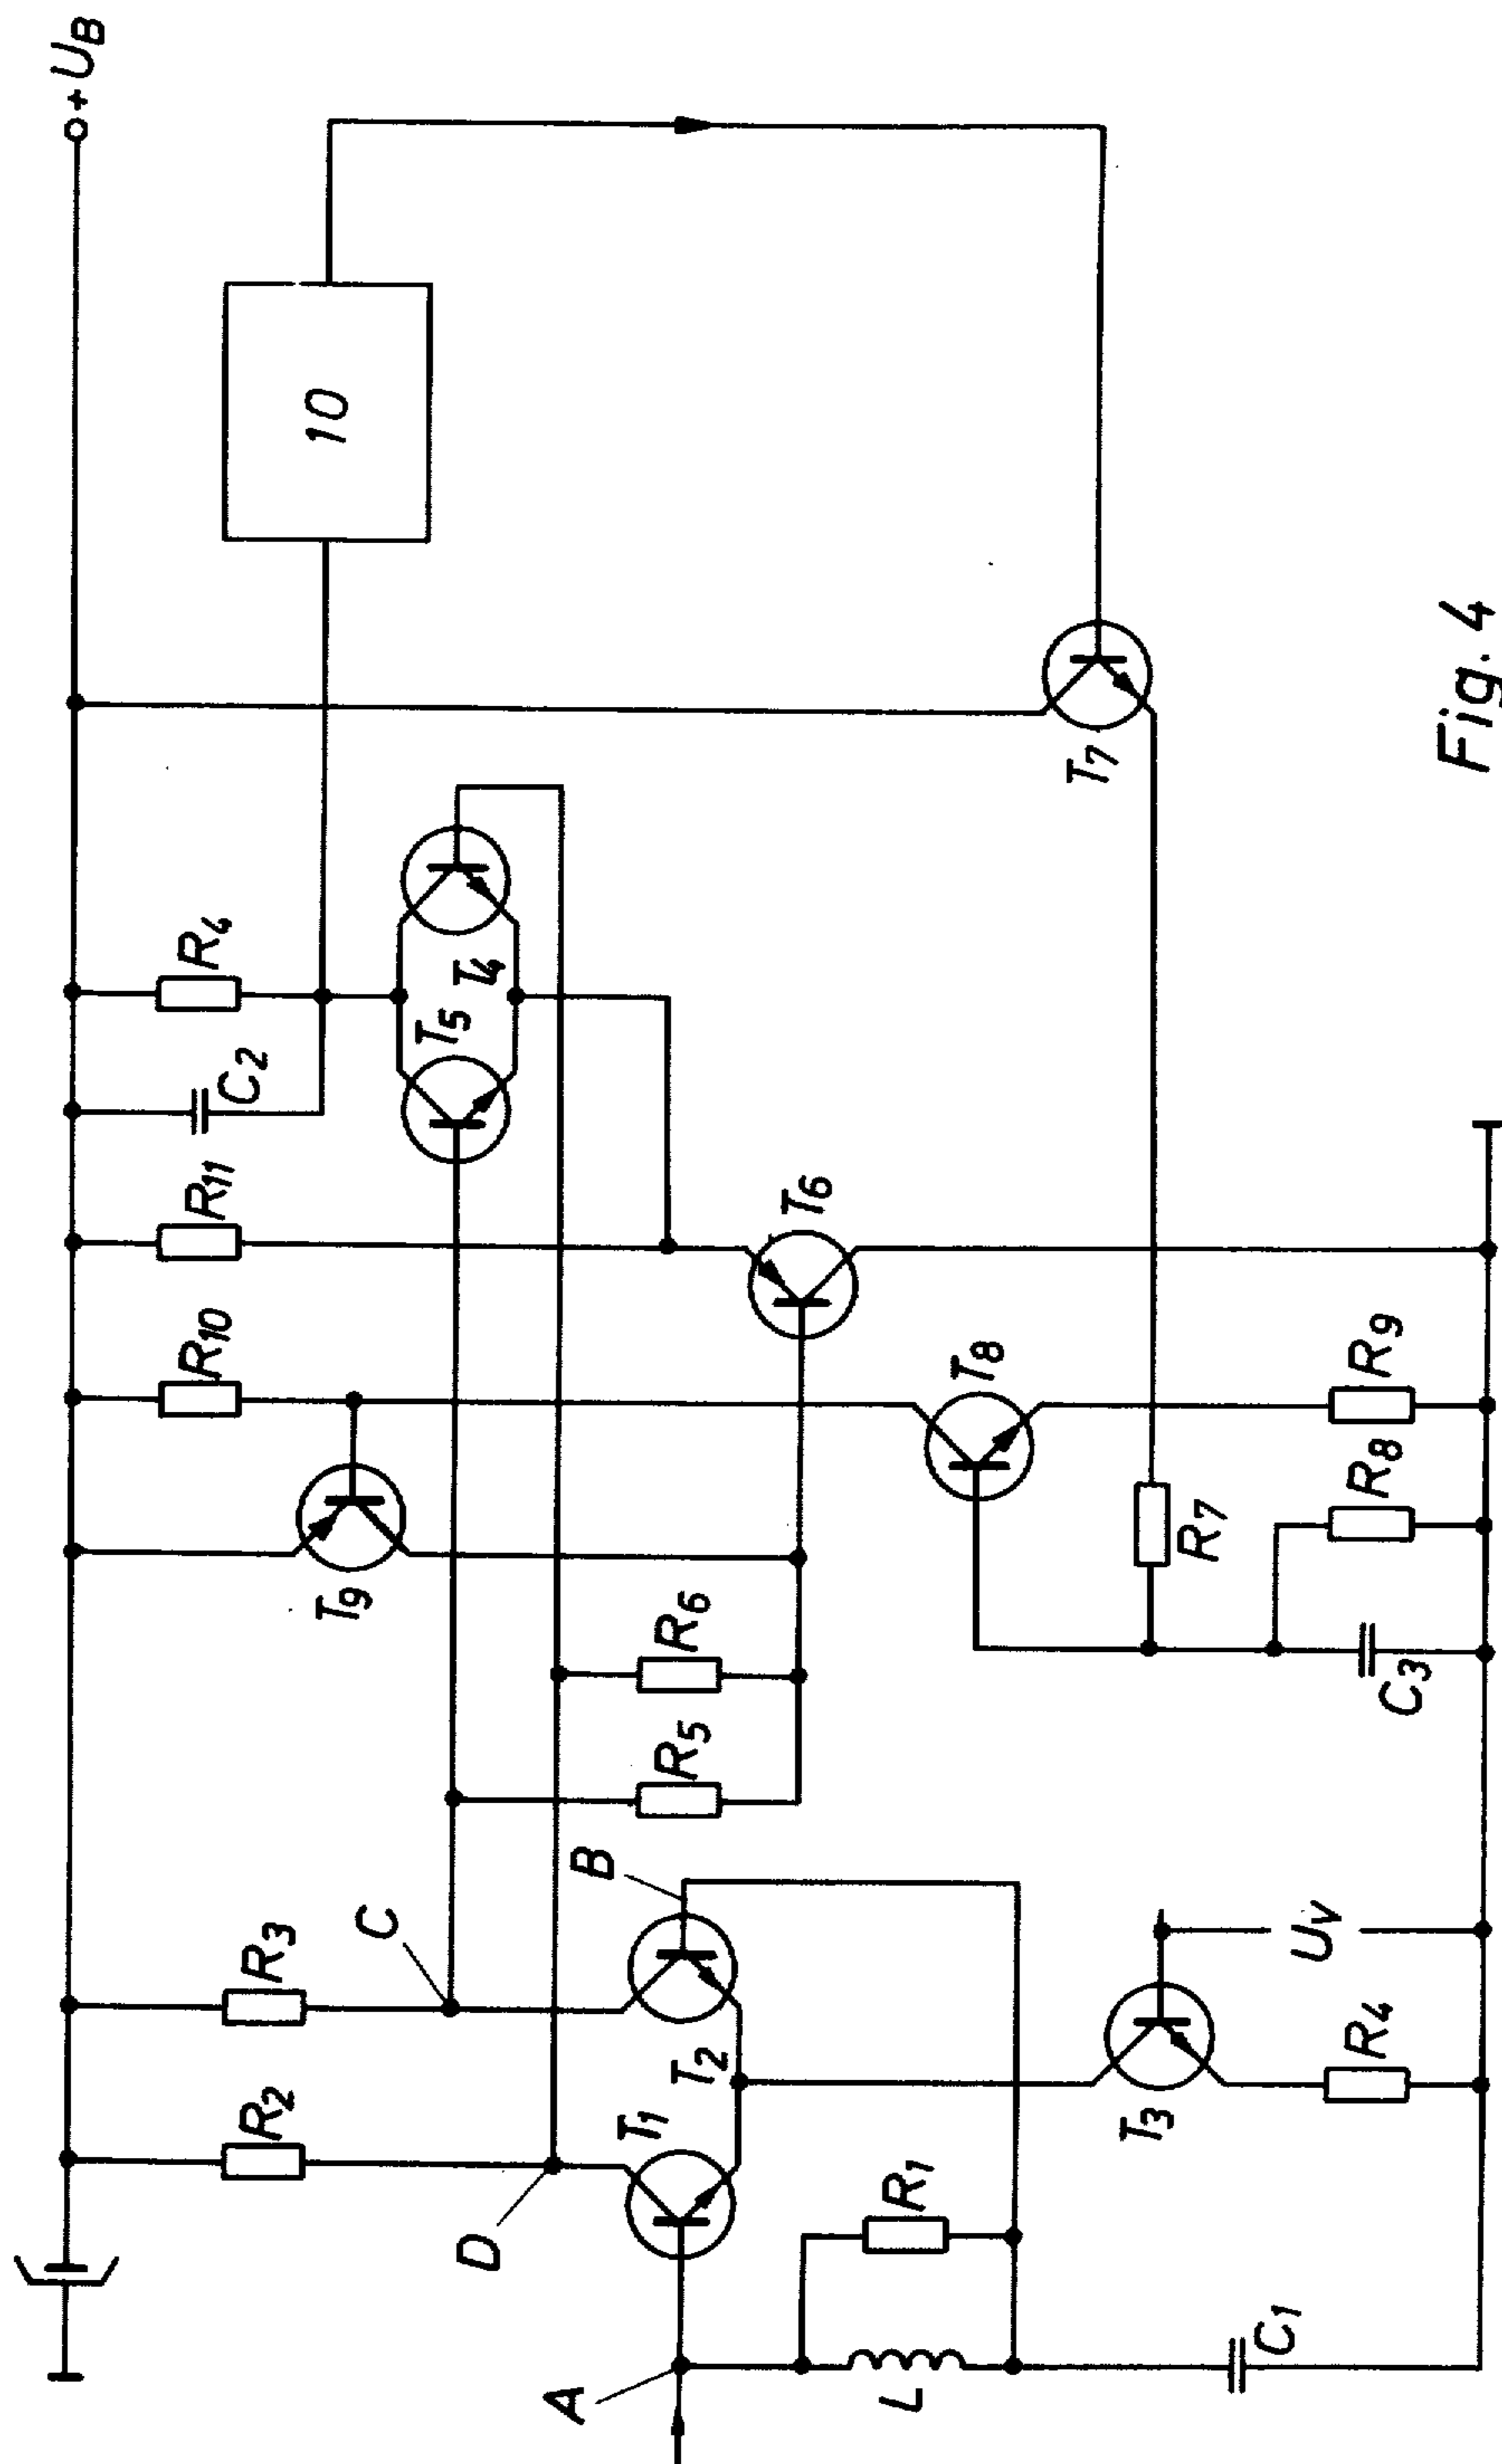 +U_B
10
R4
C2
R11
R10
T5
T4
T9
T6
T8
T7
R6
R5
R7
R8
R9
C3
R3
R2
C
D
B
A
T1
T2
T3
R1
L
C1
R4
U_V
Fig. 4